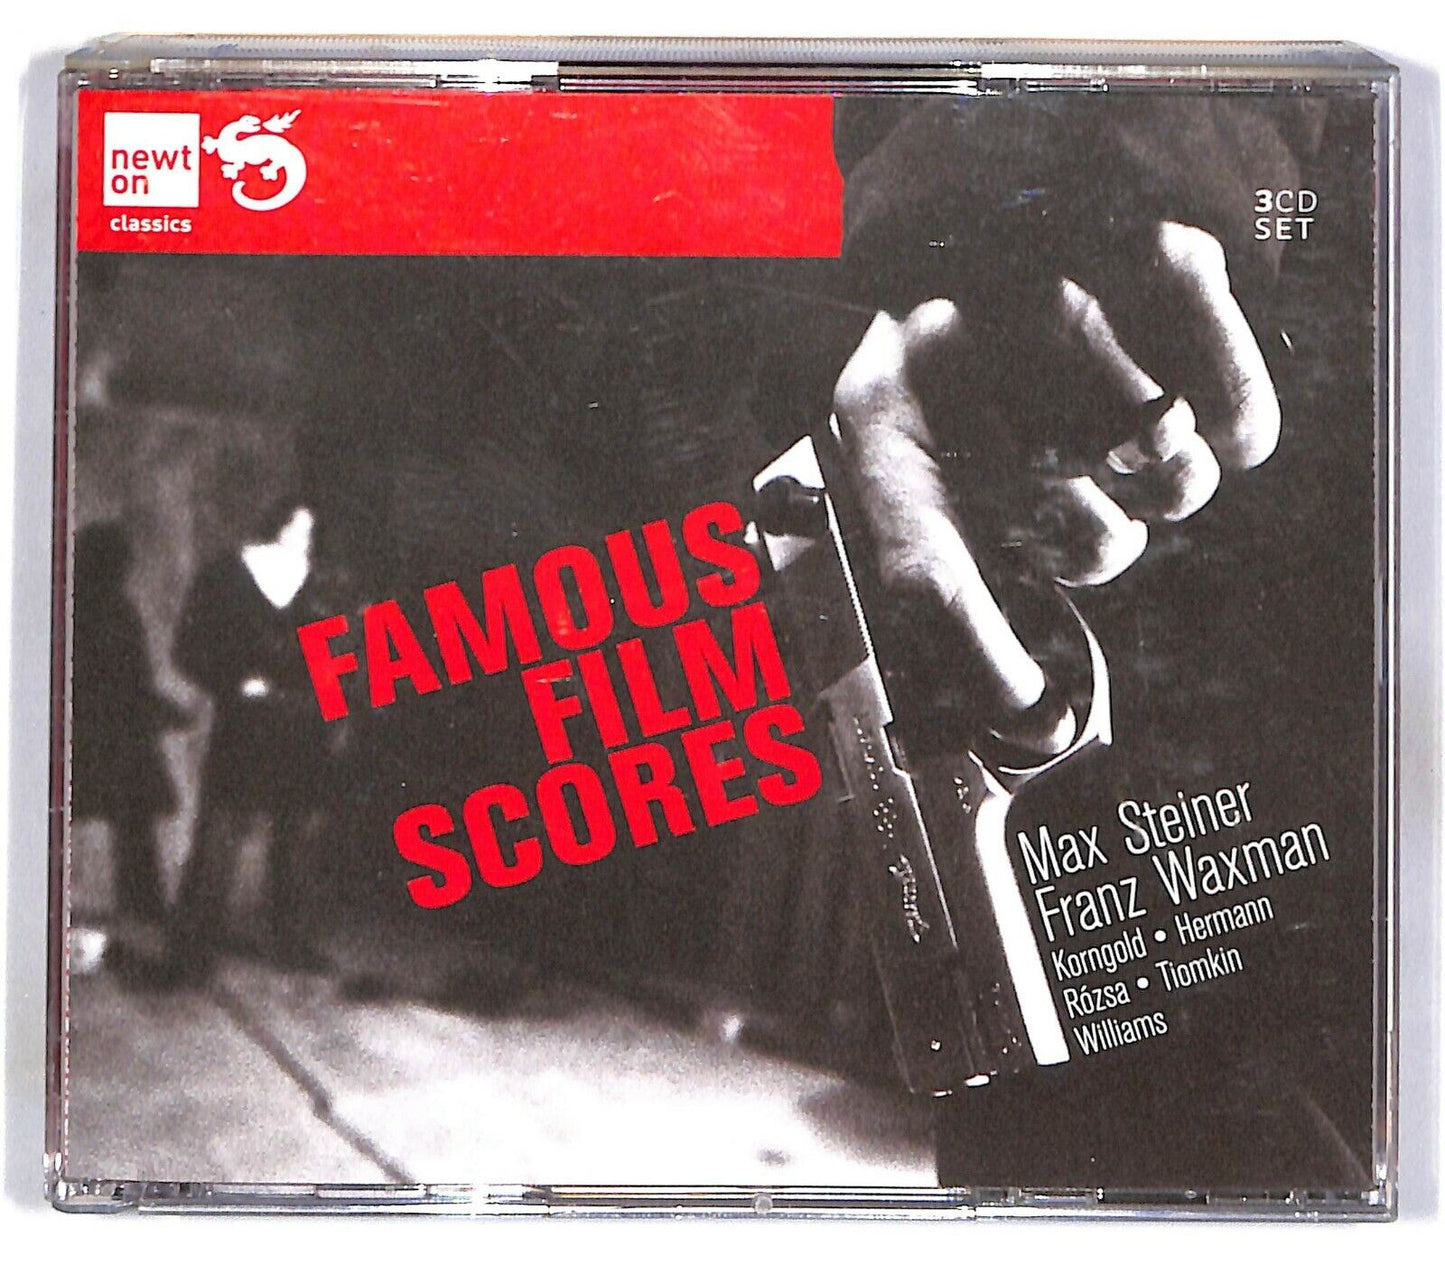 newt
on
classics
3CD
SET
FAMOUS
FILM
SCORES
Max Steiner
Franz Waxman
Korngold • Hermann
Rózsa • Tiomkin
Williams